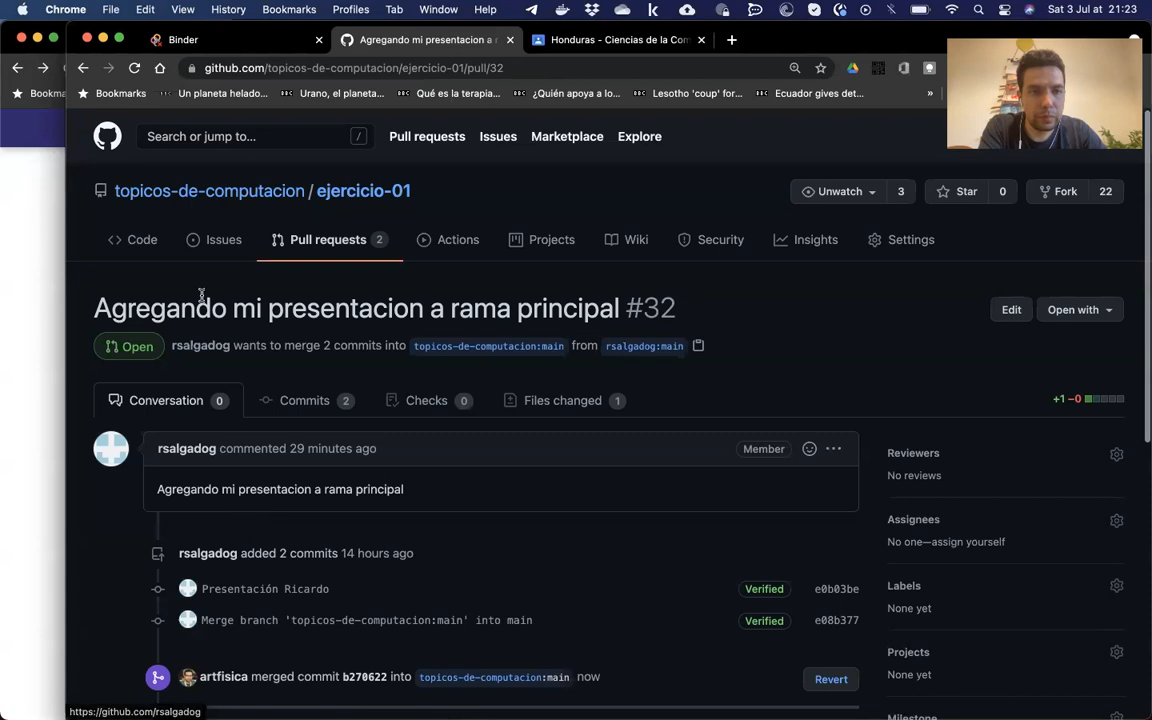 Chrome File Edit View History Bookmarks Profiles Tab Window Help Sat 3 Jul at 21:23
Binder
Agregando mi presentacion a r
Honduras - Ciencias de la Com
github.com/topicos-de-computacion/ejercicio-01/pull/32
Bookma
Bookmarks
Un planeta helado...
Urano, el planeta...
Qué es la terapia...
¿Quién apoya a lo...
Lesotho 'coup' for...
Ecuador gives det...
»
Search or jump to... /
Pull requests Issues Marketplace Explore
topicos-de-computacion / ejercicio-01
Unwatch 3 Star 0 Fork 22
Code Issues Pull requests 2 Actions Projects Wiki Security Insights Settings
Agregando mi presentacion a rama principal #32
Edit Open with
Open rsalgadog wants to merge 2 commits into topicos-de-computacion:main from rsalgadog:main
Conversation 0 Commits 2 Checks 0 Files changed 1 +1 −0
rsalgadog commented 29 minutes ago Member ...
Agregando mi presentacion a rama principal
Reviewers
No reviews
Assignees
No one—assign yourself
rsalgadog added 2 commits 14 hours ago
Presentación Ricardo Verified e0b03be
Merge branch 'topicos-de-computacion:main' into main Verified e08b377
Labels
None yet
Projects
None yet
artfisica merged commit b270622 into topicos-de-computacion:main now Revert
Milestone
https://github.com/rsalgadog